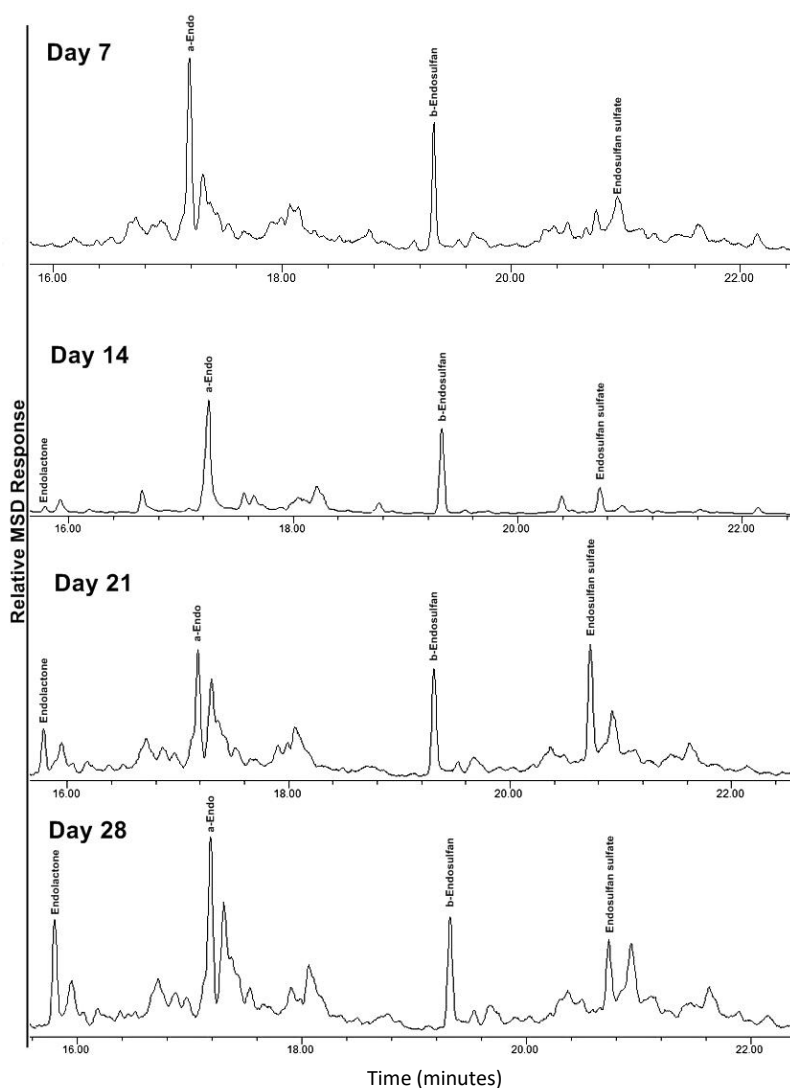 Relative MSD Response
Day 7
a-Endo
b-Endosulfan
Endosulfan sulfate
16.00 18.00 20.00 22.00
Day 14
Endolactone
a-Endo
b-Endosulfan
Endosulfan sulfate
16.00 18.00 20.00 22.00
Day 21
Endolactone
a-Endo
b-Endosulfan
Endosulfan sulfate
16.00 18.00 20.00 22.00
Day 28
Endolactone
a-Endo
b-Endosulfan
Endosulfan sulfate
16.00 18.00 20.00 22.00
Time (minutes)